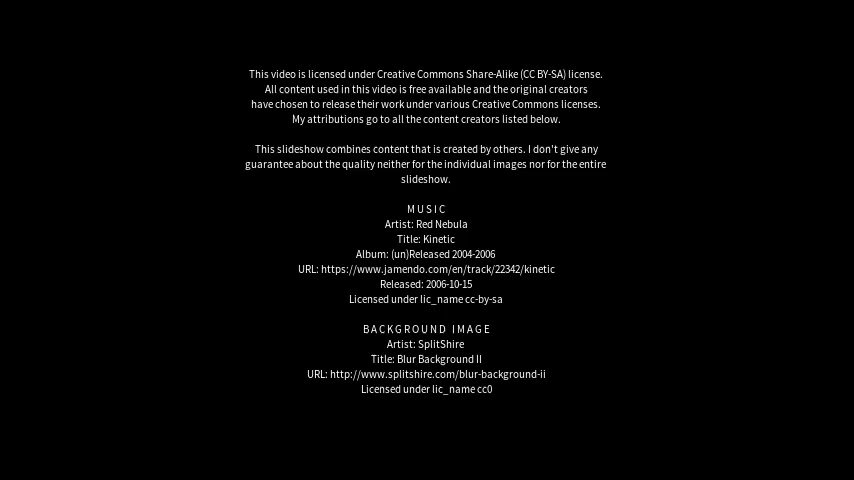 This video is licensed under Creative Commons Share-Alike (CC BY-SA) license.
All content used in this video is free available and the original creators
have chosen to release their work under various Creative Commons licenses.
My attributions go to all the content creators listed below.
This slideshow combines content that is created by others. I don't give any
guarantee about the quality neither for the individual images nor for the entire
slideshow.
MUSIC
Artist: Red Nebula
Title: Kinetic
Album: (un)Released 2004-2006
URL: https://www.jamendo.com/en/track/22342/kinetic
Released: 2006-10-15
Licensed under lic_name cc-by-sa
BACKGROUND IMAGE
Artist: SplitShire
Title: Blur Background II
URL: http://www.splitshire.com/blur-background-ii
Licensed under lic_name cc0